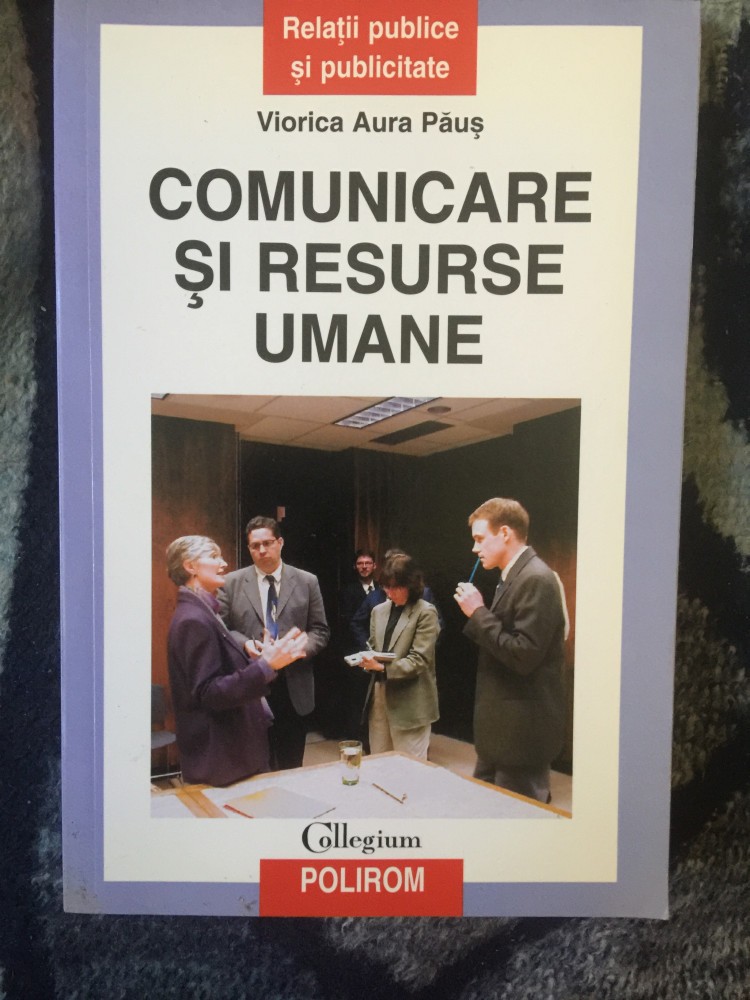 Relații publice
și publicitate
Viorica Aura Păuș
COMUNICARE
ȘI RESURSE
UMANE
Collegium
POLIROM